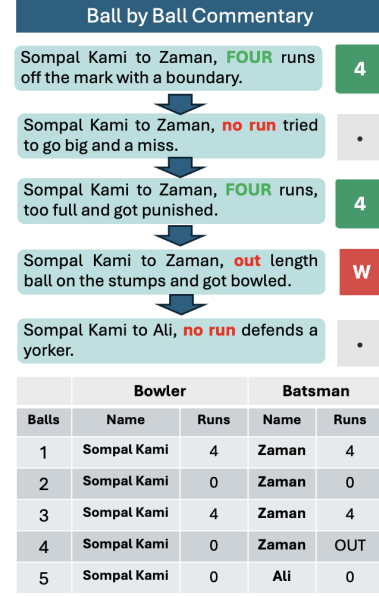 Ball by Ball Commentary
Sompal Kami to Zaman, FOUR runs
off the mark with a boundary.
4
Sompal Kami to Zaman, no run tried
to go big and a miss.
•
Sompal Kami to Zaman, FOUR runs,
too full and got punished.
4
Sompal Kami to Zaman, out length
ball on the stumps and got bowled.
W
Sompal Kami to Ali, no run defends a
yorker.
•
Bowler Batsman
Balls Name Runs Name Runs
1 Sompal Kami 4 Zaman 4
2 Sompal Kami 0 Zaman 0
3 Sompal Kami 4 Zaman 4
4 Sompal Kami 0 Zaman OUT
5 Sompal Kami 0 Ali 0